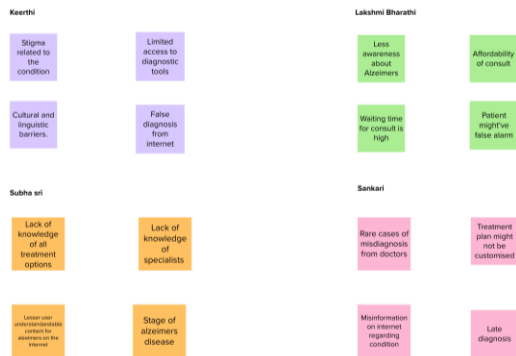 Keerthi
Stigma
related to
the
condition
Limited
access to
diagnostic
tools
Cultural and
linguistic
barriers.
False
diagnosis
from
internet
Lakshmi Bharathi
Less
awareness
about
Alzeimers
Affordability
of consult
Waiting time
for consult is
high
Patient
might've
false alarm
Subha sri
Lack of
knowledge
of all
treatment
options
Lack of
knowledge
of
specialists
Lesser user
understandable
content for
alzeimers on the
internet
Stage of
alzeimers
disease
Sankari
Rare cases of
misdiagnosis
from doctors
Treatment
plan might
not be
customised
Misinformation
on internet
regarding
condition
Late
diagnosis